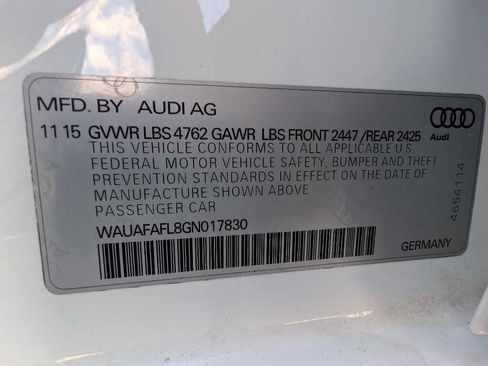 MFD. BY AUDI AG
Audi
11 15 GVWR LBS 4762 GAWR LBS FRONT 2447 / REAR 2425
THIS VEHICLE CONFORMS TO ALL APPLICABLE U.S.
FEDERAL MOTOR VEHICLE SAFETY, BUMPER AND THEFT
PREVENTION STANDARDS IN EFFECT ON THE DATE OF
MANUFACTURE SHOWN ABOVE
PASSENGER CAR
4654114
WAUAFAFL8GN017830
GERMANY